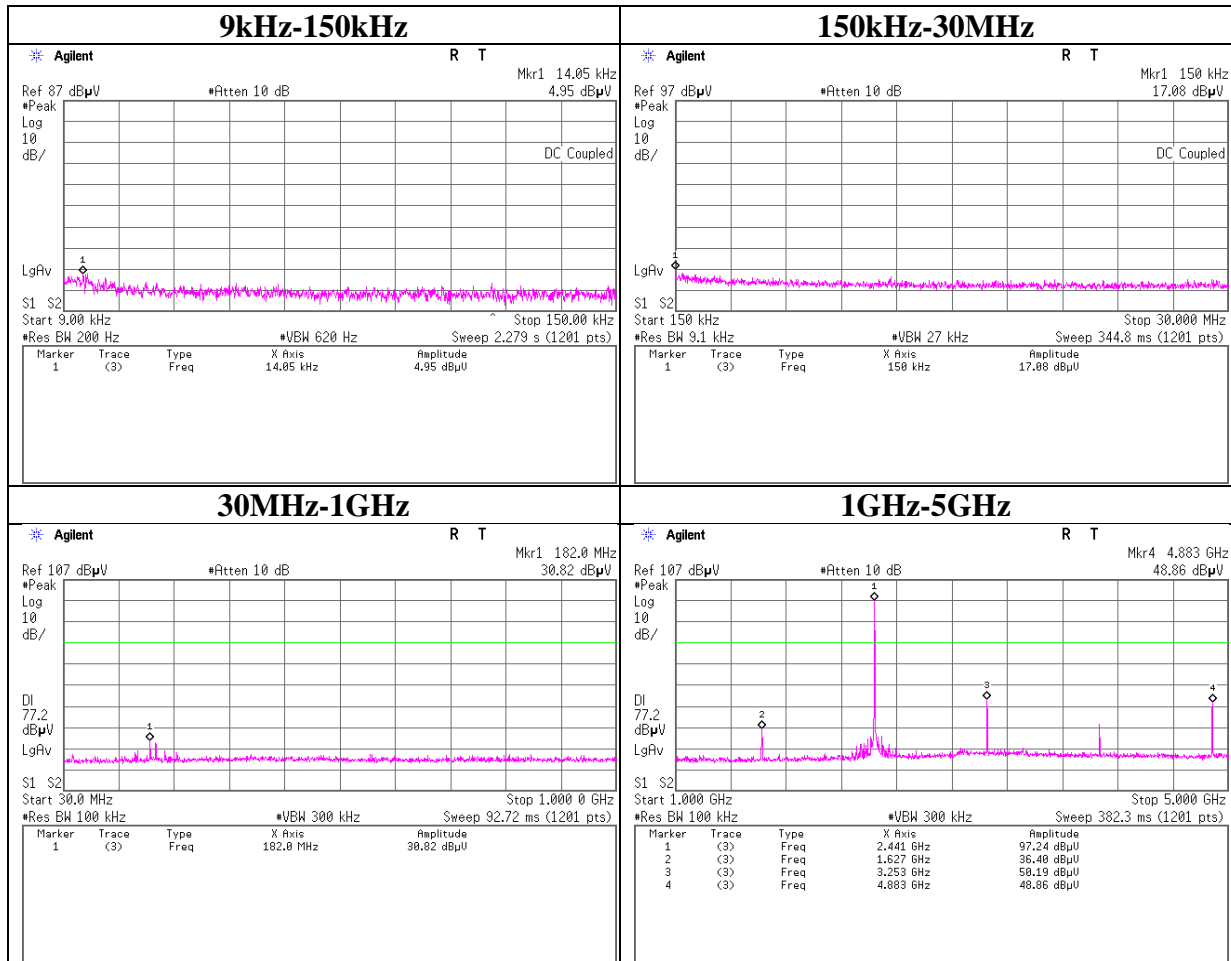 9kHz-150kHz
Agilent R T
Mkr1 14.05 kHz
Ref 87 dBµV #Atten 10 dB 4.95 dBµV
#Peak
Log
10
dB/ DC Coupled
1
LgAv
S1 S2
Start 9.00 kHz ^ Stop 150.00 kHz
#Res BW 200 Hz #VBW 620 Hz Sweep 2.279 s (1201 pts)
Marker Trace Type X Axis Amplitude
1 (3) Freq 14.05 kHz 4.95 dBµV
150kHz-30MHz
Agilent R T
Mkr1 150 kHz
Ref 97 dBµV #Atten 10 dB 17.08 dBµV
#Peak
Log
10
dB/ DC Coupled
1
LgAv
S1 S2
Start 150 kHz Stop 30.000 MHz
#Res BW 9.1 kHz #VBW 27 kHz Sweep 344.8 ms (1201 pts)
Marker Trace Type X Axis Amplitude
1 (3) Freq 150 kHz 17.08 dBµV
30MHz-1GHz
Agilent R T
Mkr1 182.0 MHz
Ref 107 dBµV #Atten 10 dB 30.82 dBµV
#Peak
Log
10
dB/
DI
77.2
dBµV
1
LgAv
S1 S2
Start 30.0 MHz Stop 1.000 0 GHz
#Res BW 100 kHz #VBW 300 kHz Sweep 92.72 ms (1201 pts)
Marker Trace Type X Axis Amplitude
1 (3) Freq 182.0 MHz 30.82 dBµV
1GHz-5GHz
Agilent R T
Mkr4 4.883 GHz
Ref 107 dBµV #Atten 10 dB 48.86 dBµV
#Peak
1
Log
10
dB/
3 4
DI
77.2
2
dBµV
LgAv
S1 S2
Start 1.000 GHz Stop 5.000 GHz
#Res BW 100 kHz #VBW 300 kHz Sweep 382.3 ms (1201 pts)
Marker Trace Type X Axis Amplitude
1 (3) Freq 2.441 GHz 97.24 dBµV
2 (3) Freq 1.627 GHz 36.40 dBµV
3 (3) Freq 3.253 GHz 50.19 dBµV
4 (3) Freq 4.883 GHz 48.86 dBµV